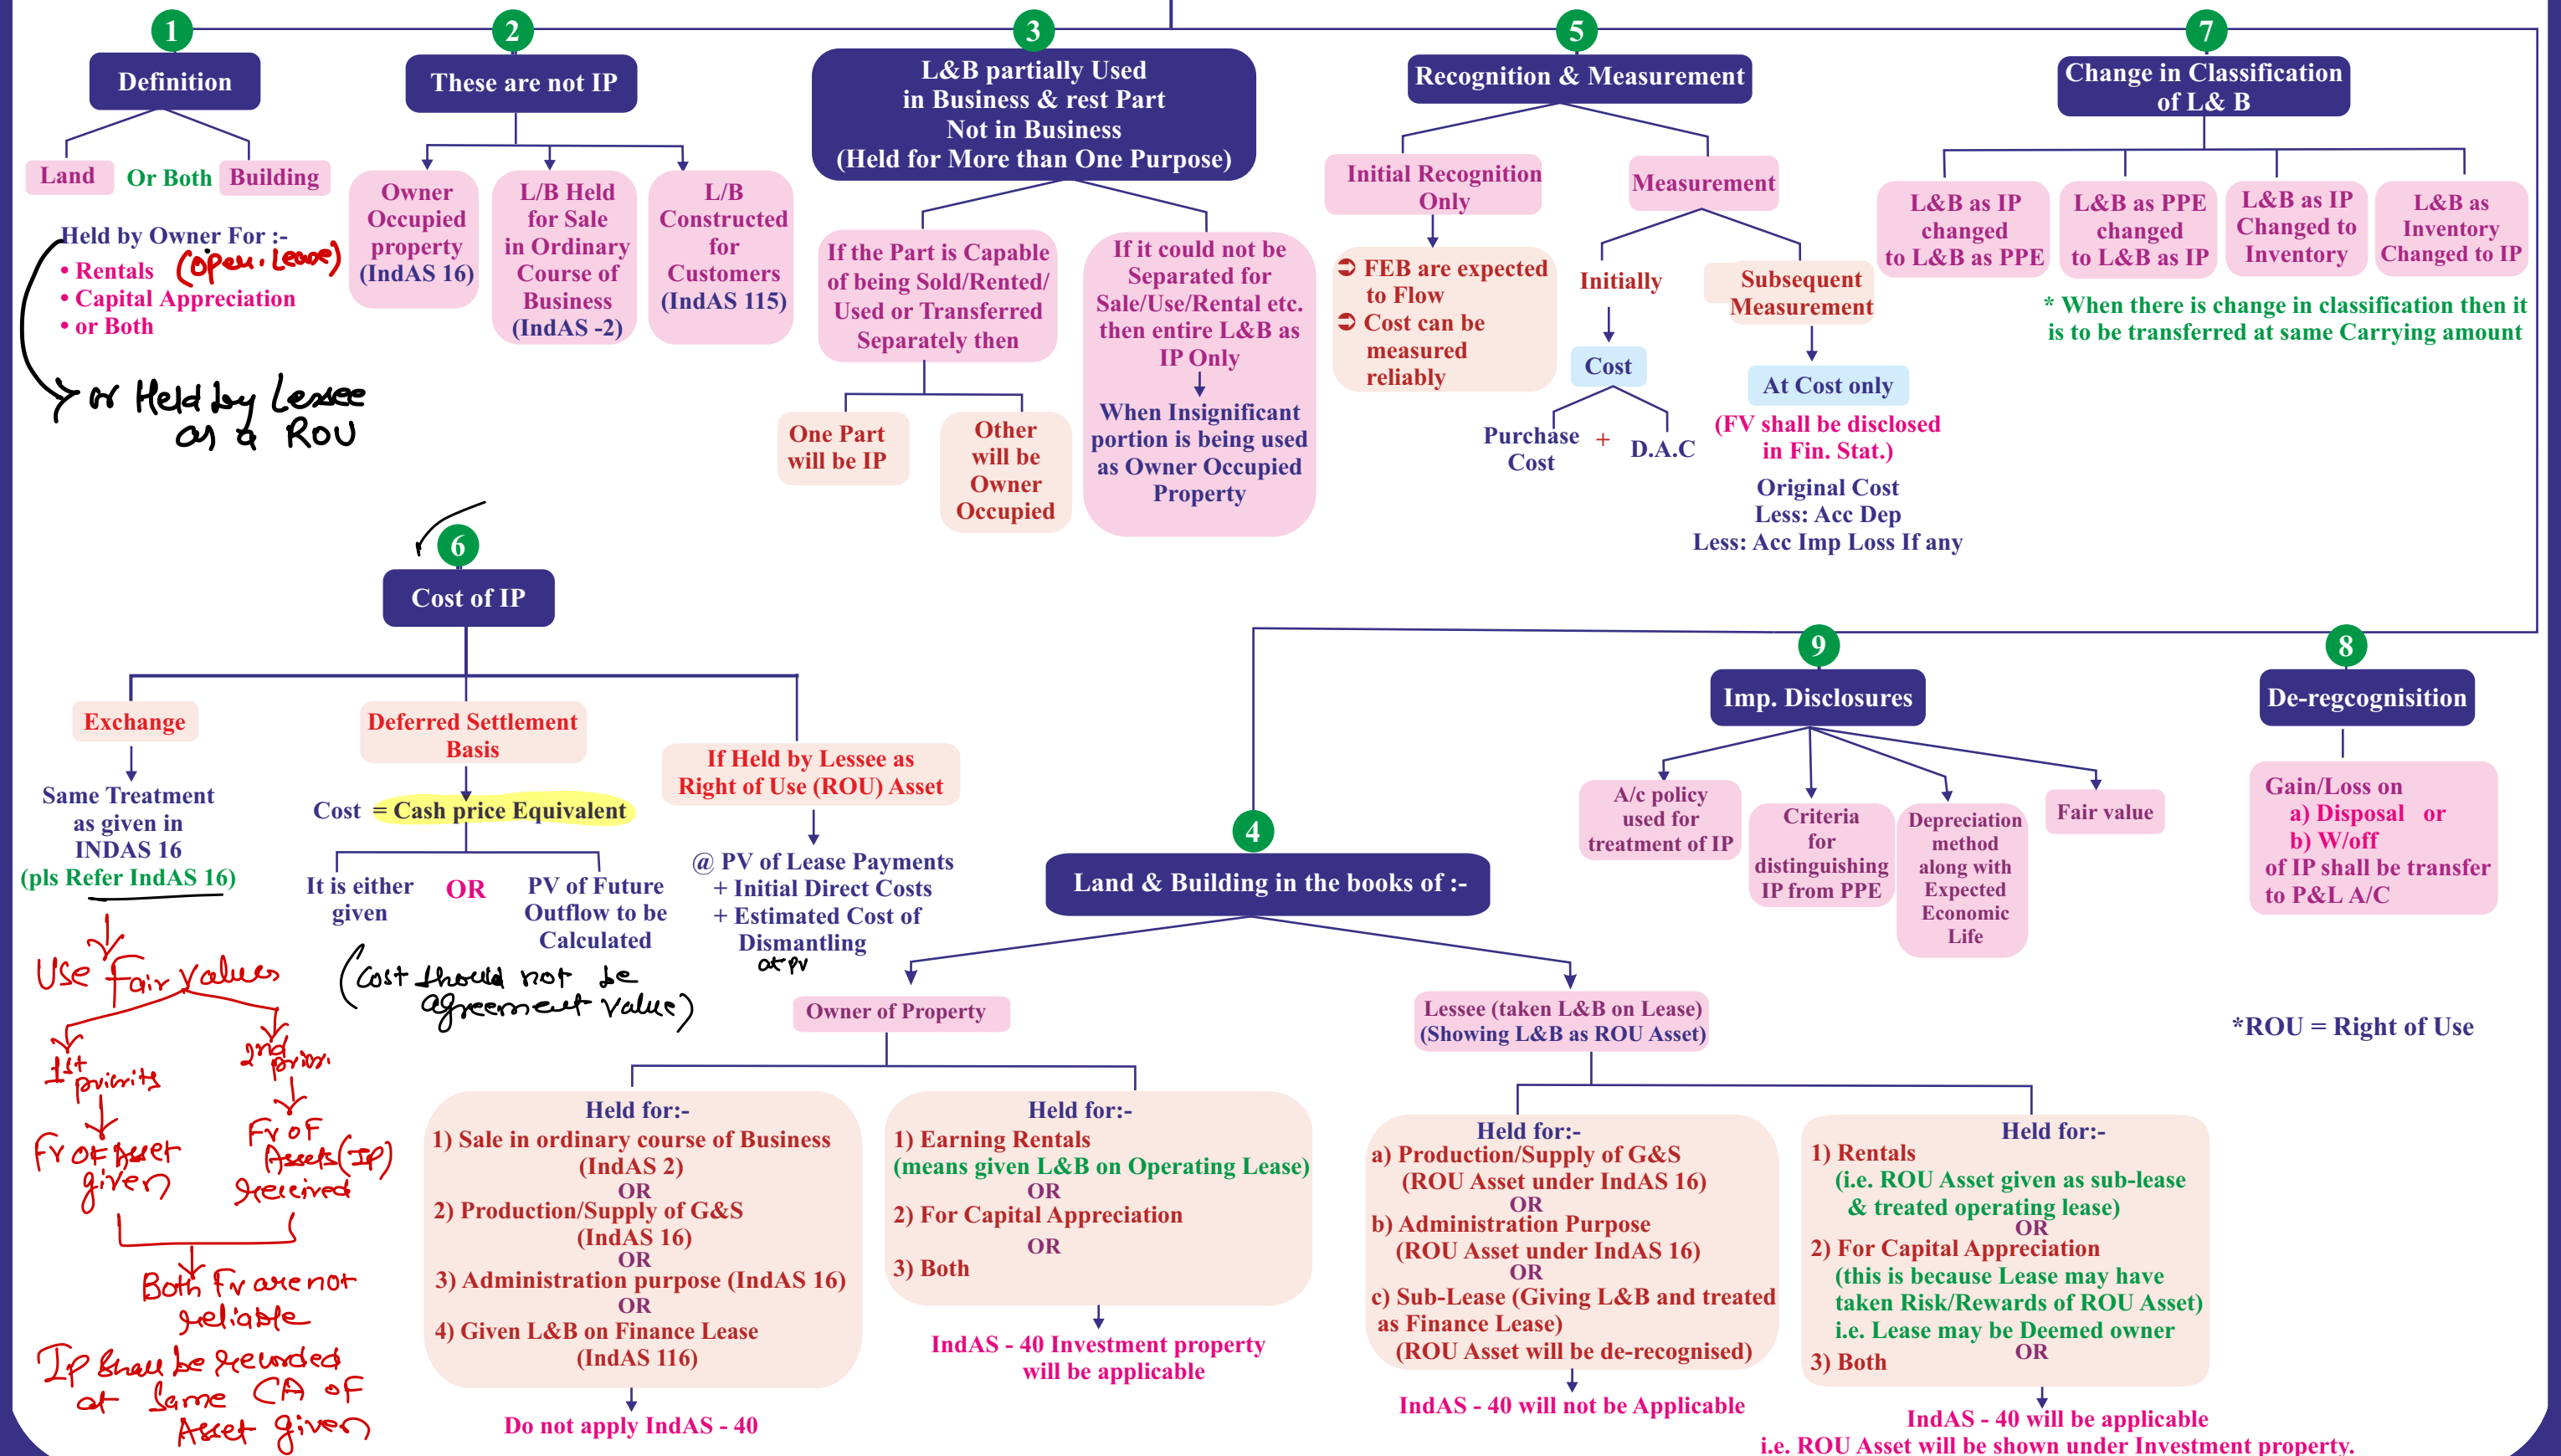 1
Definition
Land Or Both Building
Held by Owner For :-
• Rentals (Open. Lease)
• Capital Appreciation
• or Both
or Held by Lessee
as a ROU
2
These are not IP
Owner
Occupied
property
(IndAS 16)
L/B Held
for Sale
in Ordinary
Course of
Business
(IndAS -2)
L/B
Constructed
for
Customers
(IndAS 115)
3
L&B partially Used
in Business & rest Part
Not in Business
(Held for More than One Purpose)
If the Part is Capable
of being Sold/Rented/
Used or Transferred
Separately then
One Part
will be IP
Other
will be
Owner
Occupied
If it could not be
Separated for
Sale/Use/Rental etc.
then entire L&B as
IP Only
When Insignificant
portion is being used
as Owner Occupied
Property
5
Recognition & Measurement
Initial Recognition
Only
➲ FEB are expected
to Flow
➲ Cost can be
measured
reliably
Measurement
Initially
Cost
Purchase
Cost
+ D.A.C
Subsequent
Measurement
At Cost only
(FV shall be disclosed
in Fin. Stat.)
Original Cost
Less: Acc Dep
Less: Acc Imp Loss If any
7
Change in Classification
of L& B
L&B as IP
changed
to L&B as PPE
L&B as PPE
changed
to L&B as IP
L&B as IP
Changed to
Inventory
L&B as
Inventory
Changed to IP
* When there is change in classification then it
is to be transferred at same Carrying amount
6
Cost of IP
Exchange
Same Treatment
as given in
INDAS 16
(pls Refer IndAS 16)
Use Fair Values
1st
priority
FV OF Asset
given
2nd
prior.
FV OF
Assets (IP)
received
Both FV are not
reliable
IP shall be recorded
at same CA OF
Asset given
Deferred Settlement
Basis
Cost = Cash price Equivalent
It is either
given
OR
PV of Future
Outflow to be
Calculated
(Cost should not be
agreement value)
If Held by Lessee as
Right of Use (ROU) Asset
@ PV of Lease Payments
+ Initial Direct Costs
+ Estimated Cost of
Dismantling
at PV
4
Land & Building in the books of :-
Owner of Property
Held for:-
1) Sale in ordinary course of Business
(IndAS 2)
OR
2) Production/Supply of G&S
(IndAS 16)
OR
3) Administration purpose (IndAS 16)
OR
4) Given L&B on Finance Lease
(IndAS 116)
Do not apply IndAS - 40
Held for:-
1) Earning Rentals
(means given L&B on Operating Lease)
OR
2) For Capital Appreciation
OR
3) Both
IndAS - 40 Investment property
will be applicable
Lessee (taken L&B on Lease)
(Showing L&B as ROU Asset)
Held for:-
a) Production/Supply of G&S
(ROU Asset under IndAS 16)
OR
b) Administration Purpose
(ROU Asset under IndAS 16)
OR
c) Sub-Lease (Giving L&B and treated
as Finance Lease)
(ROU Asset will be de-recognised)
IndAS - 40 will not be Applicable
Held for:-
1) Rentals
(i.e. ROU Asset given as sub-lease
& treated operating lease)
OR
2) For Capital Appreciation
(this is because Lease may have
taken Risk/Rewards of ROU Asset)
i.e. Lease may be Deemed owner
OR
3) Both
IndAS - 40 will be applicable
i.e. ROU Asset will be shown under Investment property.
9
Imp. Disclosures
A/c policy
used for
treatment of IP
Criteria
for
distinguishing
IP from PPE
Depreciation
method
along with
Expected
Economic
Life
Fair value
8
De-regcognisition
Gain/Loss on
a) Disposal or
b) W/off
of IP shall be transfer
to P&L A/C
*ROU = Right of Use